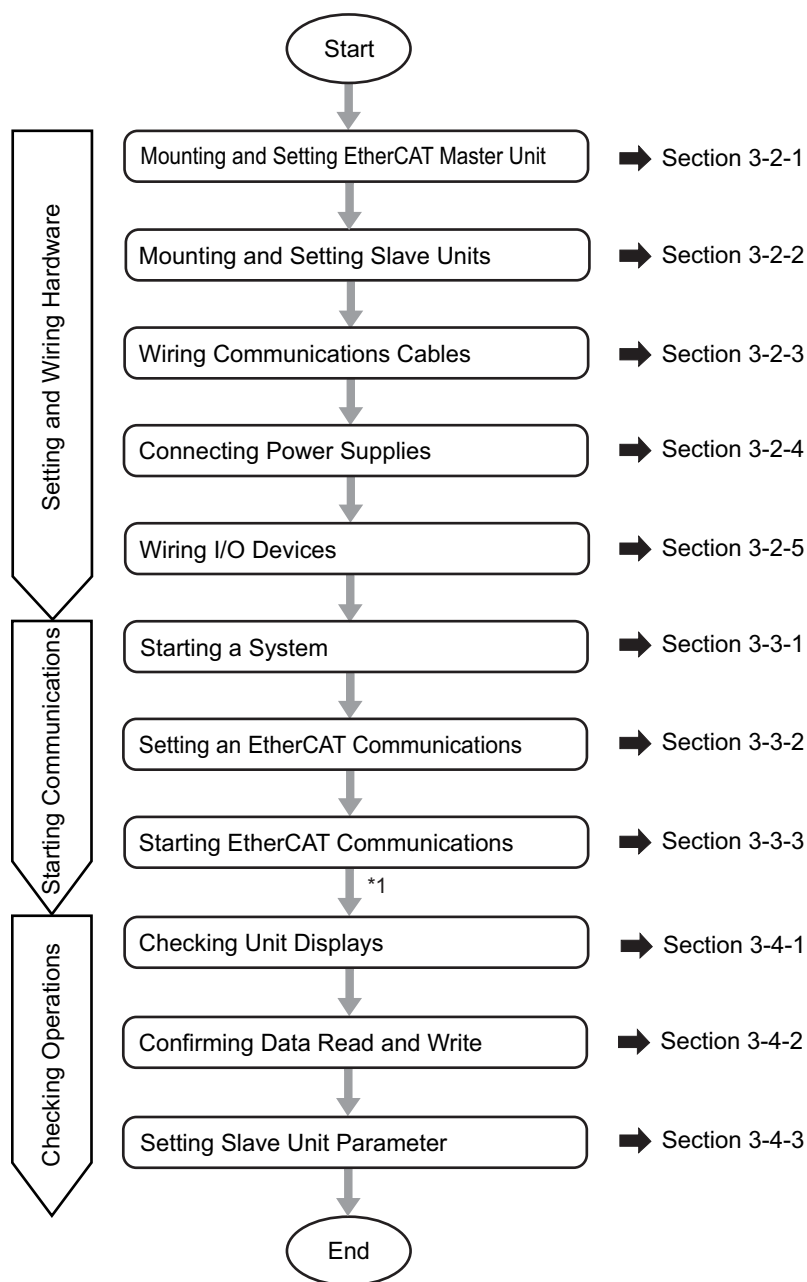 Start
Setting and Wiring Hardware
Mounting and Setting EtherCAT Master Unit
Section 3-2-1
Mounting and Setting Slave Units
Section 3-2-2
Wiring Communications Cables
Section 3-2-3
Connecting Power Supplies
Section 3-2-4
Wiring I/O Devices
Section 3-2-5
Starting Communications
Starting a System
Section 3-3-1
Setting an EtherCAT Communications
Section 3-3-2
Starting EtherCAT Communications
Section 3-3-3
*1
Checking Operations
Checking Unit Displays
Section 3-4-1
Confirming Data Read and Write
Section 3-4-2
Setting Slave Unit Parameter
Section 3-4-3
End